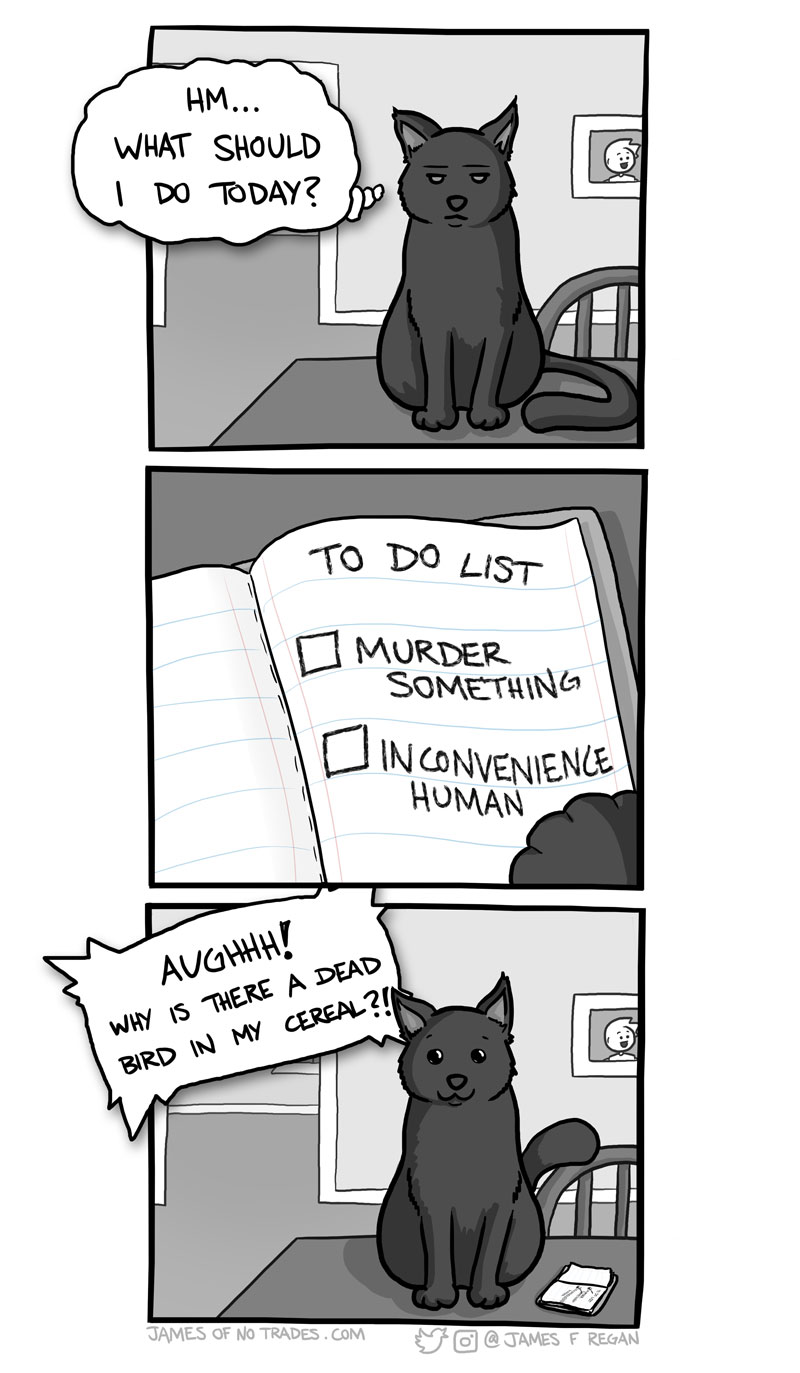 HM...
WHAT SHOULD
I DO TODAY?
TO DO LIST
MURDER
SOMETHING
INCONVENIENCE
HUMAN
AUGHHH!
WHY IS THERE A DEAD
BIRD IN MY CEREAL?!
JAMES OF NO TRADES.COM
@ JAMES F REGAN